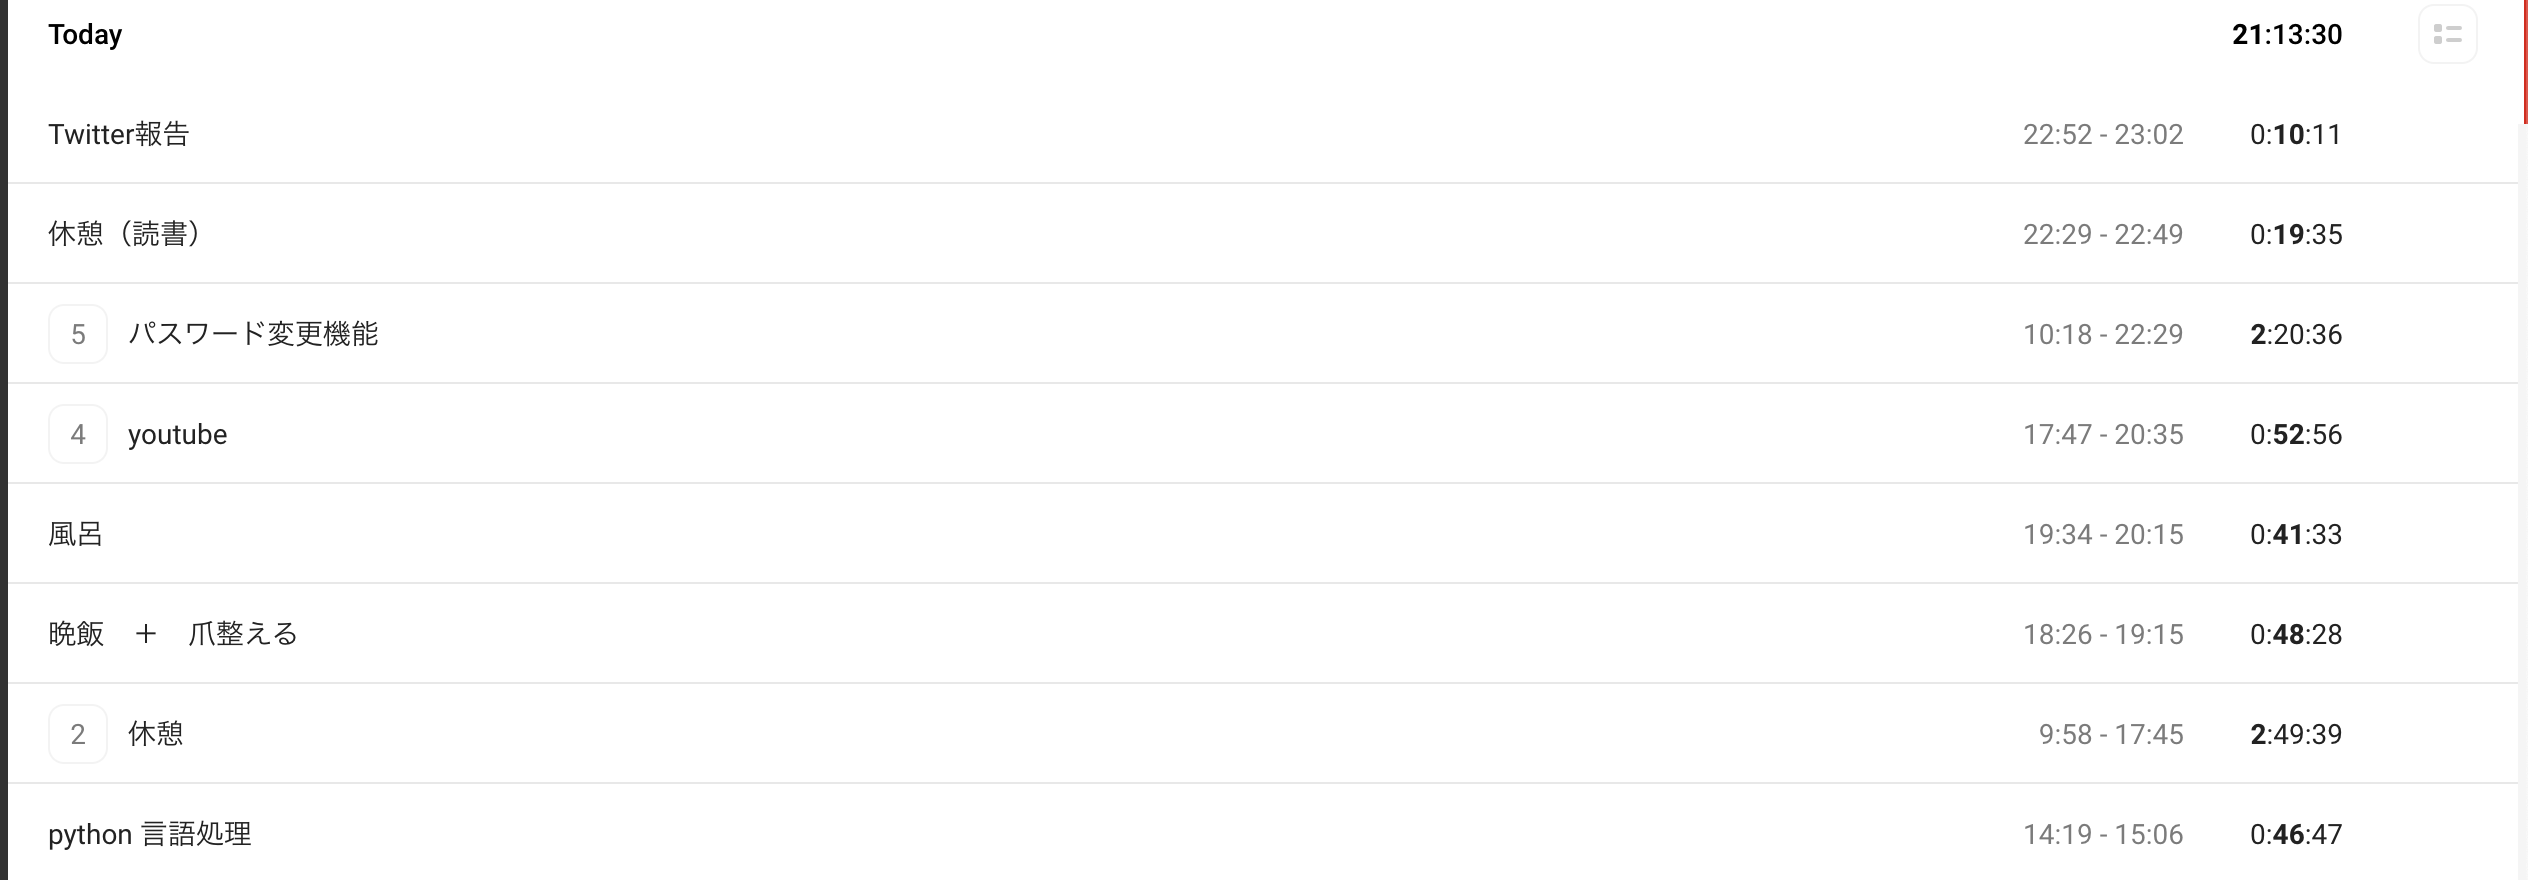 Today 21:13:30
Twitter報告 22:52 - 23:02 0:10:11
休憩（読書） 22:29 - 22:49 0:19:35
5 パスワード変更機能 10:18 - 22:29 2:20:36
4 youtube 17:47 - 20:35 0:52:56
風呂 19:34 - 20:15 0:41:33
晩飯　＋　爪整える 18:26 - 19:15 0:48:28
2 休憩 9:58 - 17:45 2:49:39
python 言語処理 14:19 - 15:06 0:46:47